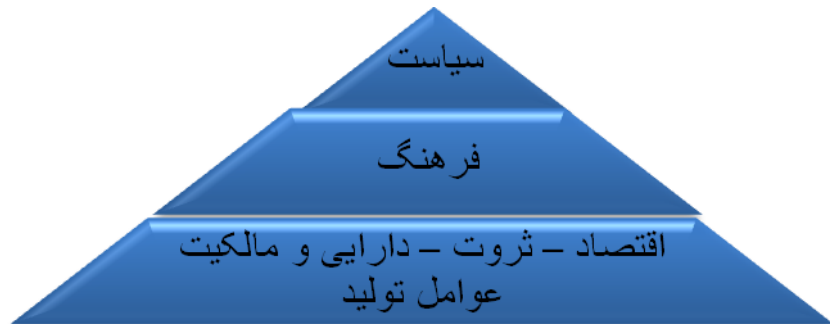 سیاست
فرهنگ
اقتصاد – ثروت – دارایی و مالکیت
عوامل تولید